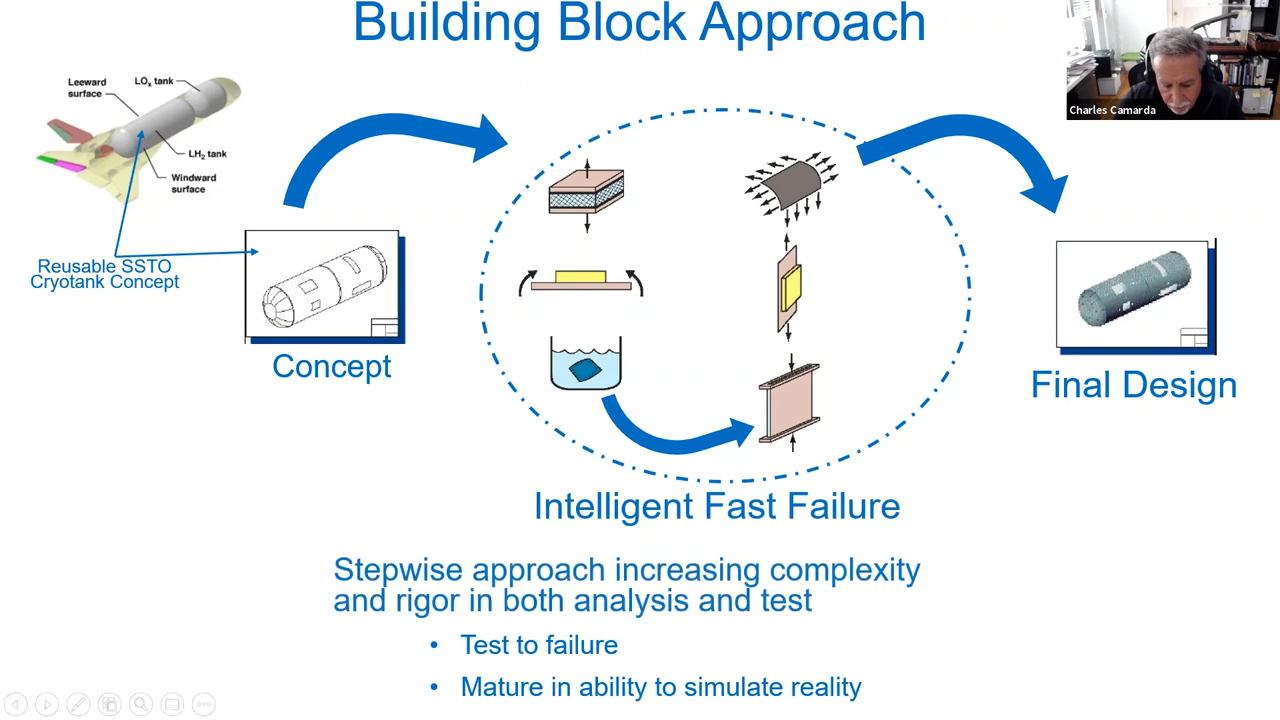 Building Block Approach
Charles Camarda
Leeward
surface
LOx tank
LH2 tank
Windward
surface
Reusable SSTO
Cryotank Concept
Concept
Final Design
Intelligent Fast Failure
Stepwise approach increasing complexity
and rigor in both analysis and test
• Test to failure
• Mature in ability to simulate reality